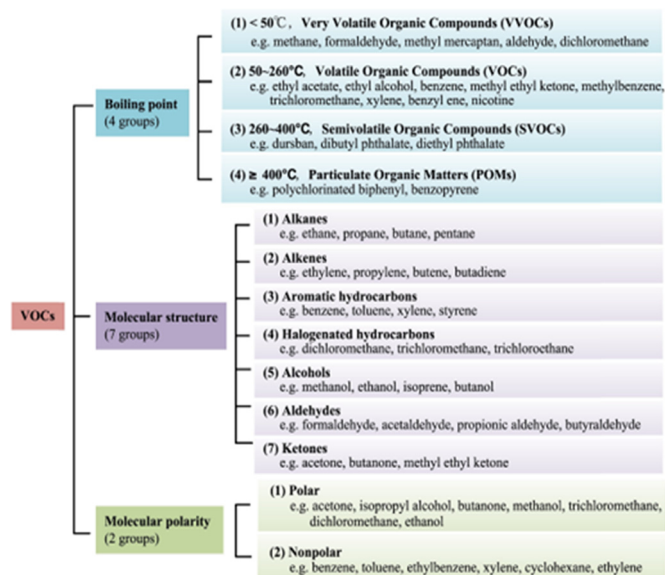 VOCs
Boiling point
(4 groups)
(1) < 50℃, Very Volatile Organic Compounds (VVOCs)
e.g. methane, formaldehyde, methyl mercaptan, aldehyde, dichloromethane
(2) 50~260℃, Volatile Organic Compounds (VOCs)
e.g. ethyl acetate, ethyl alcohol, benzene, methyl ethyl ketone, methylbenzene,
trichloromethane, xylene, benzyl ene, nicotine
(3) 260~400℃, Semivolatile Organic Compounds (SVOCs)
e.g. dursban, dibutyl phthalate, diethyl phthalate
(4) ≥ 400℃, Particulate Organic Matters (POMs)
e.g. polychlorinated biphenyl, benzopyrene
Molecular structure
(7 groups)
(1) Alkanes
e.g. ethane, propane, butane, pentane
(2) Alkenes
e.g. ethylene, propylene, butene, butadiene
(3) Aromatic hydrocarbons
e.g. benzene, toluene, xylene, styrene
(4) Halogenated hydrocarbons
e.g. dichloromethane, trichloromethane, trichloroethane
(5) Alcohols
e.g. methanol, ethanol, isoprene, butanol
(6) Aldehydes
e.g. formaldehyde, acetaldehyde, propionic aldehyde, butyraldehyde
(7) Ketones
e.g. acetone, butanone, methyl ethyl ketone
Molecular polarity
(2 groups)
(1) Polar
e.g. acetone, isopropyl alcohol, butanone, methanol, trichloromethane,
dichloromethane, ethanol
(2) Nonpolar
e.g. benzene, toluene, ethylbenzene, xylene, cyclohexane, ethylene